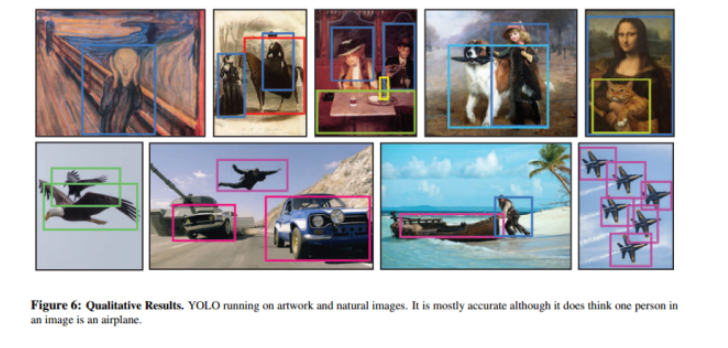 Figure 6: Qualitative Results. YOLO running on artwork and natural images. It is mostly accurate although it does think one person in
an image is an airplane.